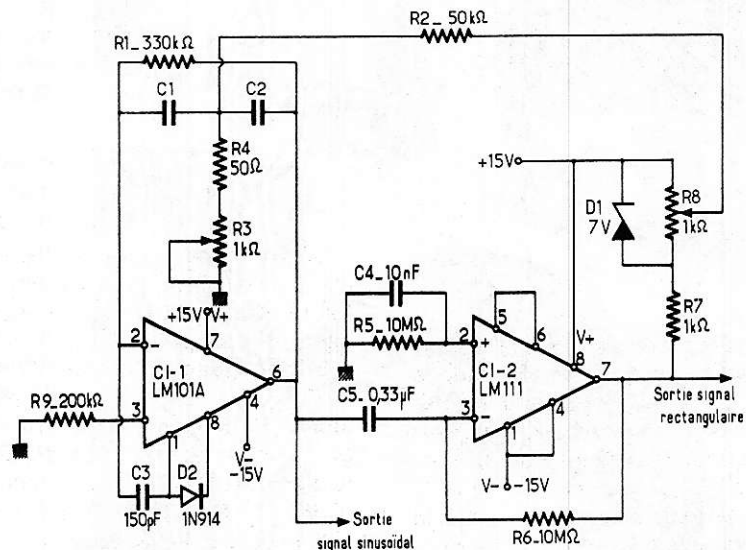 R1_330kΩ
R2_50kΩ
C1
C2
R4
50Ω
R3
1kΩ
+15V
V+
7
2
-
CI-1
LM101A
6
R9_200kΩ
3
4
8
1
V-
-15V
C3
150pF
D2
1N914
Sortie
signal sinusoïdal
C4_10nF
R5_10MΩ
C5_0,33µF
5
6
2
+
V+
8
CI-2
LM111
7
3
-
4
1
V-
-15V
R6_10MΩ
+15V
D1
7V
R8
1kΩ
R7
1kΩ
Sortie signal
rectangulaire